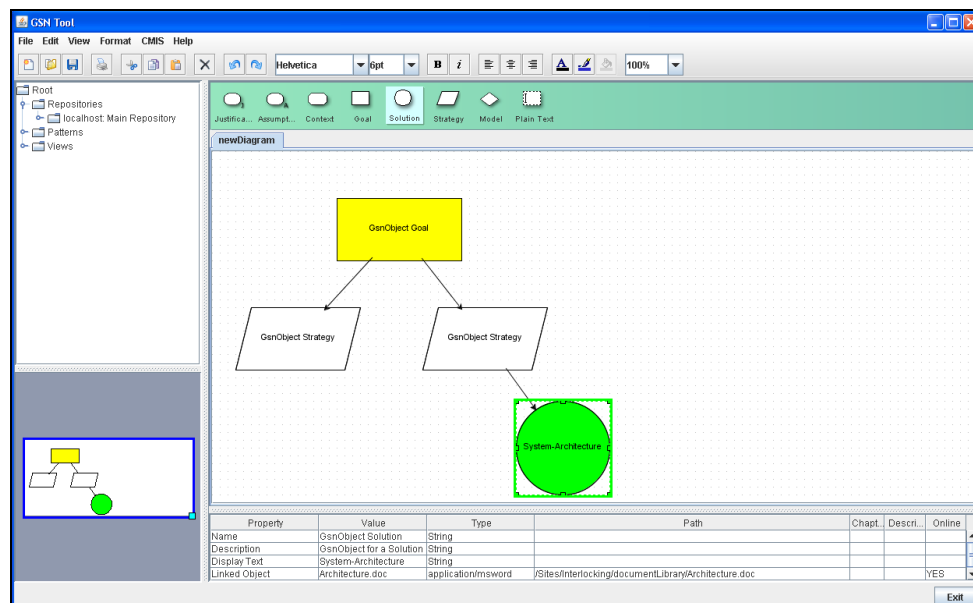 GSN Tool
File Edit View Format CMIS Help
Helvetica 6pt B i 100%
Root
Repositories
localhost: Main Repository
Patterns
Views
Justifica... Assumpt... Context Goal Solution Strategy Model Plain Text
newDiagram
GsnObject Goal
GsnObject Strategy GsnObject Strategy
System-Architecture
Property Value Type Path Chapt... Descri... Online
Name GsnObject Solution String
Description GsnObject for a Solution String
Display Text System-Architecture String
Linked Object Architecture.doc application/msword /Sites/Interlocking/documentLibrary/Architecture.doc YES
Exit